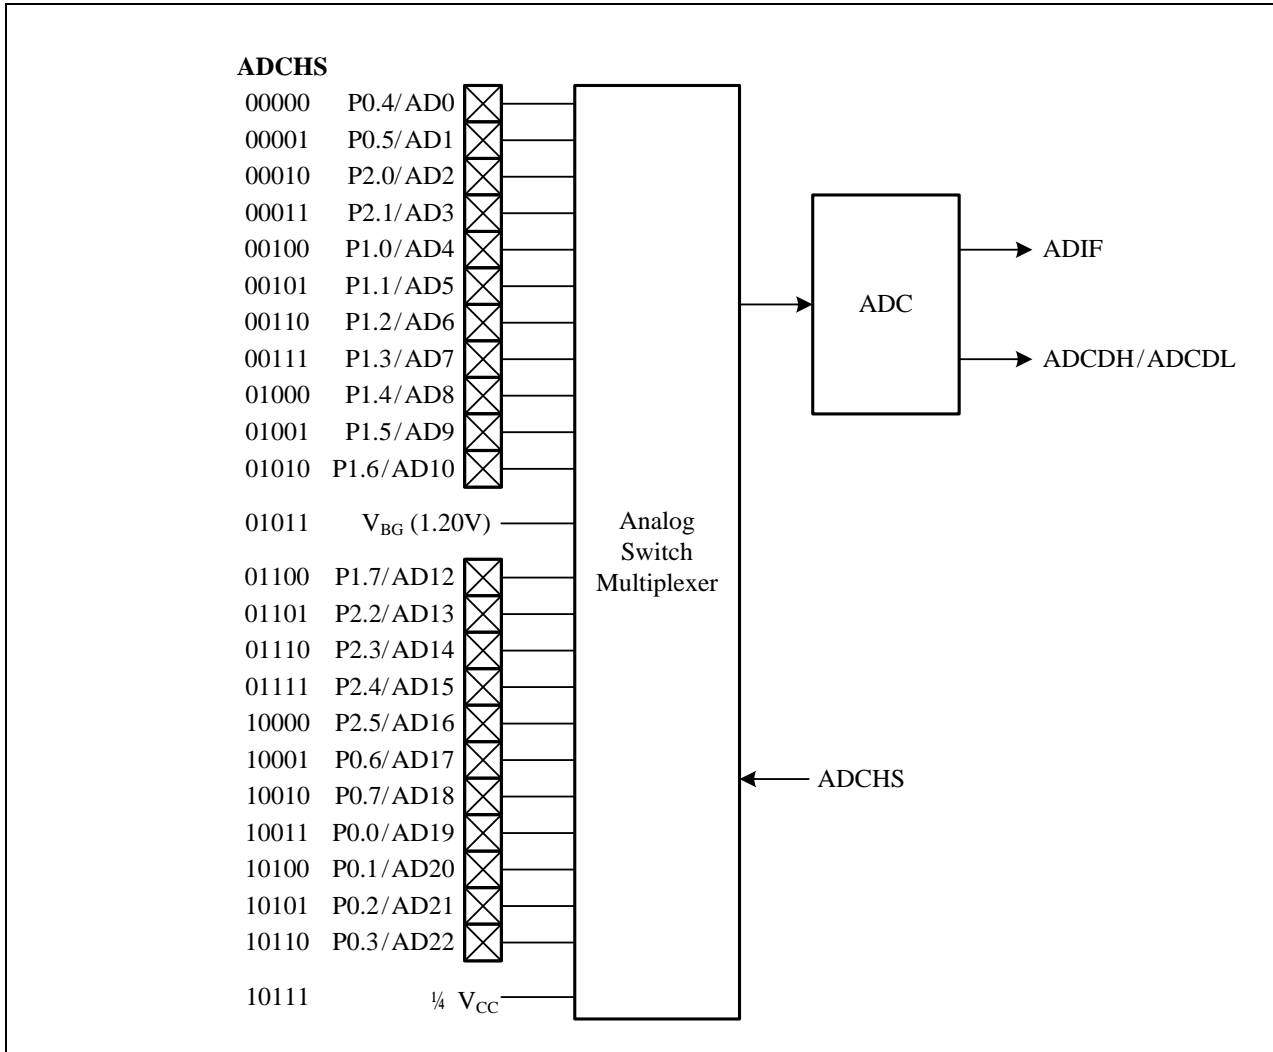 ADCHS
00000 P0.4/AD0
00001 P0.5/AD1
00010 P2.0/AD2
00011 P2.1/AD3
00100 P1.0/AD4
00101 P1.1/AD5
00110 P1.2/AD6
00111 P1.3/AD7
01000 P1.4/AD8
01001 P1.5/AD9
01010 P1.6/AD10
01011 VBG (1.20V)
01100 P1.7/AD12
01101 P2.2/AD13
01110 P2.3/AD14
01111 P2.4/AD15
10000 P2.5/AD16
10001 P0.6/AD17
10010 P0.7/AD18
10011 P0.0/AD19
10100 P0.1/AD20
10101 P0.2/AD21
10110 P0.3/AD22
10111 ¼ VCC
Analog
Switch
Multiplexer
ADC
ADIF
ADCDH/ADCDL
ADCHS